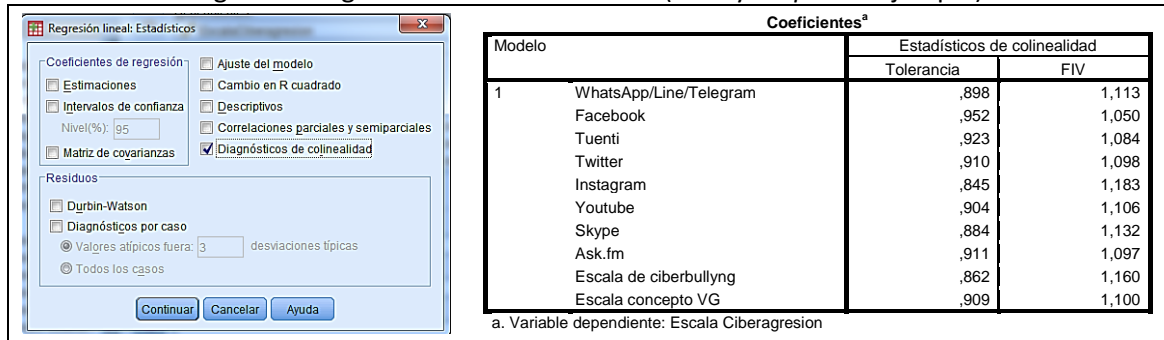 Regresión lineal: Estadísticos
Coeficientes de regresión
Estimaciones
Intervalos de confianza
Nivel(%): 95
Matriz de covarianzas
Ajuste del modelo
Cambio en R cuadrado
Descriptivos
Correlaciones parciales y semiparciales
Diagnósticos de colinealidad
Residuos
Durbin-Watson
Diagnósticos por caso
Valores atípicos fuera: 3 desviaciones típicas
Todos los casos
Continuar Cancelar Ayuda
Coeficientesª
Modelo Estadísticos de colinealidad
Tolerancia FIV
1 WhatsApp/Line/Telegram ,898 1,113
Facebook ,952 1,050
Tuenti ,923 1,084
Twitter ,910 1,098
Instagram ,845 1,183
Youtube ,904 1,106
Skype ,884 1,132
Ask.fm ,911 1,097
Escala de ciberbullyng ,862 1,160
Escala concepto VG ,909 1,100
a. Variable dependiente: Escala Ciberagresion